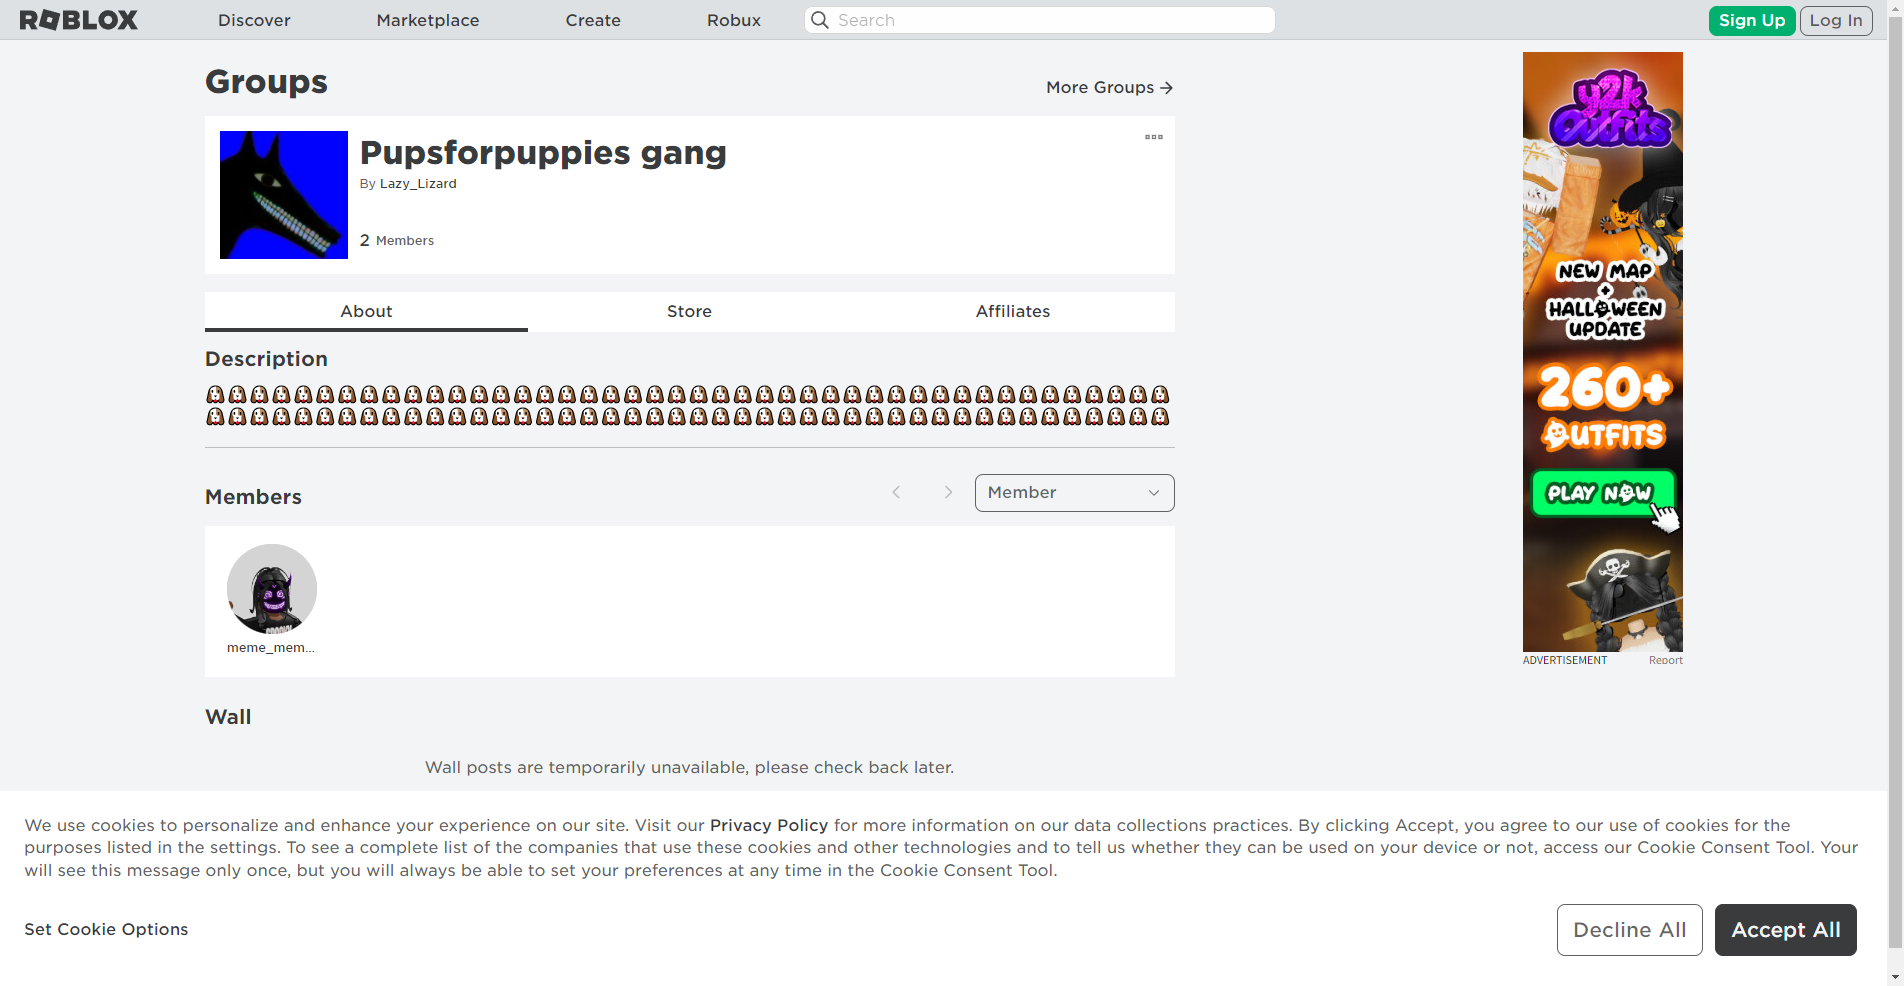 ROBLOX Discover Marketplace Create Robux Search Sign Up Log In
Groups
More Groups
Pupsforpuppies gang
By Lazy_Lizard
2 Members
About Store Affiliates
Description
Members
Member
meme_mem...
Wall
Wall posts are temporarily unavailable, please check back later.
y2k
Outfits
NEW MAP
+
HALLOWEEN
UPDATE
260+
OUTFITS
PLAY NOW
ADVERTISEMENT Report
We use cookies to personalize and enhance your experience on our site. Visit our Privacy Policy for more information on our data collections practices. By clicking Accept, you agree to our use of cookies for the
purposes listed in the settings. To see a complete list of the companies that use these cookies and other technologies and to tell us whether they can be used on your device or not, access our Cookie Consent Tool. Your
will see this message only once, but you will always be able to set your preferences at any time in the Cookie Consent Tool.
Set Cookie Options
Decline All Accept All